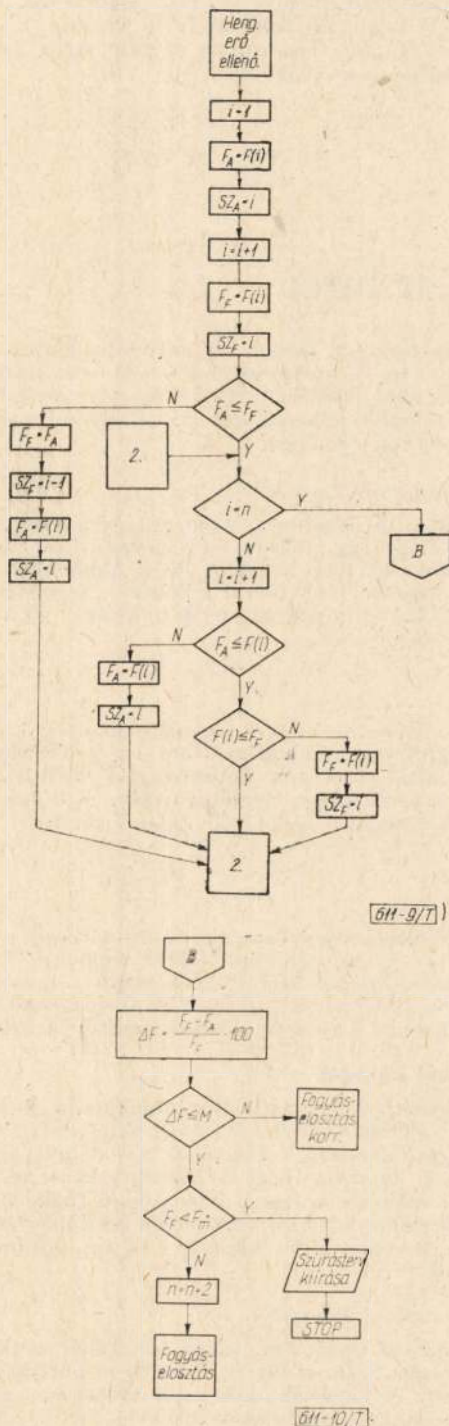 Heng.
erő
ellenő.
i=1
F_A=F(i)
SZ_A=i
i=i+1
F_F=F(i)
SZ_F=i
N
F_A≤F_F
F_F=F_A
2.
Y
SZ_F=i-1
i=n
Y
F_A=F(i)
N
B
SZ_A=i
i=i+1
N
F_A≤F(i)
F_A=F(i)
Y
SZ_A=i
F(i)≤F_F
N
F_F=F(i)
Y
SZ_F=i
2.
611-9/T)
B
ΔF = (F_F-F_A)/F_F · 100
ΔF≤M
N
Fogyás-
elosztás
korr.
Y
F_F<F_m
Y
N
Szúrásterv
kiírása
n=n+2
STOP
Fogyás-
elosztás
611-10/T